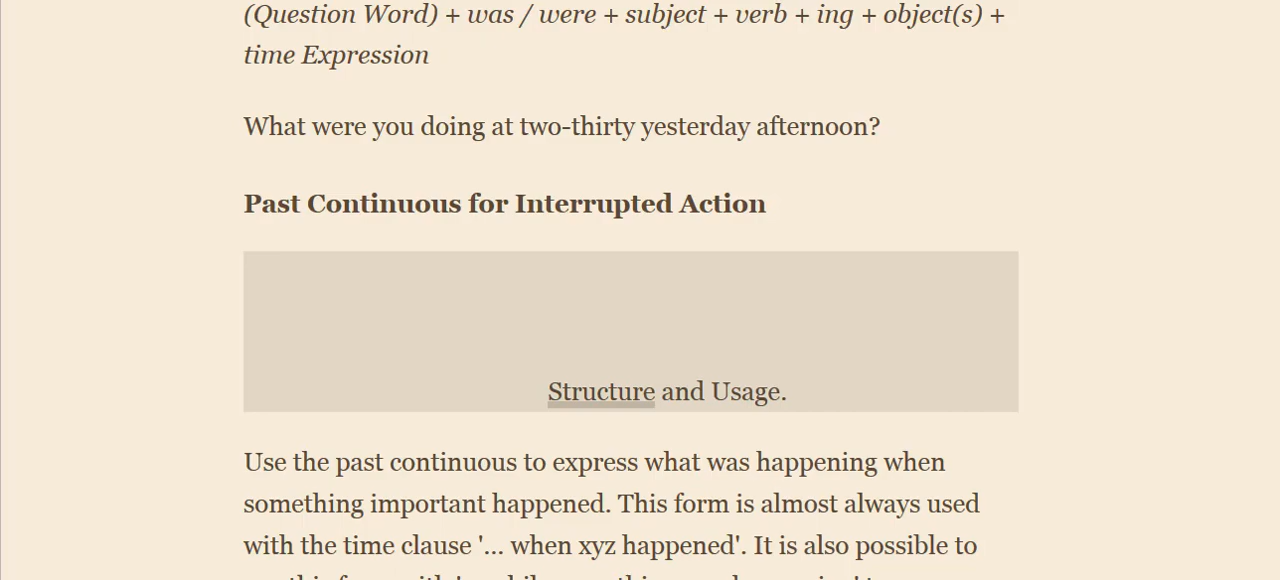 (Question Word) + was / were + subject + verb + ing + object(s) +
time Expression
What were you doing at two-thirty yesterday afternoon?
Past Continuous for Interrupted Action
Structure and Usage.
Use the past continuous to express what was happening when
something important happened. This form is almost always used
with the time clause '... when xyz happened'. It is also possible to